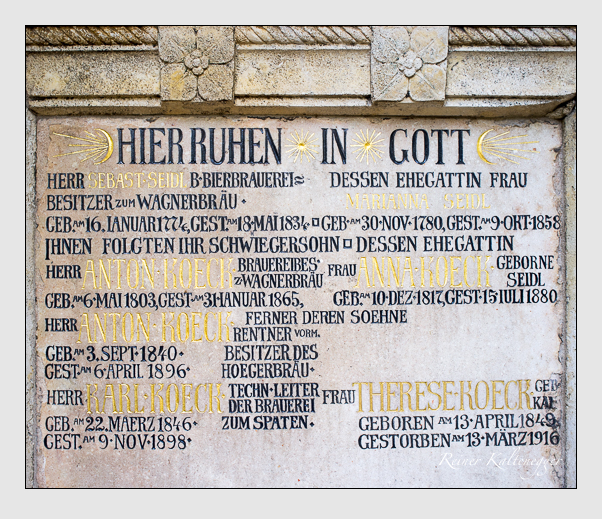 HIER RUHEN IN GOTT
HERR SEBAST·SEIDL B·BIERBRAUEREI= DESSEN EHEGATTIN FRAU
BESITZER ZUM WAGNERBRÄU · MARIANNA SEIDL
GEB. AM 16. IANUAR 1774, GEST. AM 18·MAI 1834 GEB· AM 30·NOV·1780, GEST. AM 9·OKT·1858
IHNEN FOLGTEN IHR SCHWIEGERSOHN DESSEN EHEGATTIN
HERR ANTON·KOECK BRAUEREIBES· Z·WAGNERBRÄU FRAU ANNA·KOECK· GEBORNE SEIDL
GEB. AM 6·MAI 1803, GEST· AM 31·IANUAR 1865, GEB. AM 10·DEZ·1817, GEST·15 IULI 1880
HERR ANTON·KOECK FERNER DEREN SOEHNE
RENTNER VORM.
GEB. AM 3. SEPT·1840· BESITZER DES
GEST. AM 6·APRIL 1896· HOEGERBRÄU·
HERR KARL·KOECK· TECHN·LEITER DER BRAUEREI FRAU THERESE·KOECK GEB·
GEB. AM 22. MAERZ 1846· ZUM SPATEN· GEBOREN AM 13·APRIL 1849,
GEST. AM 9·NOV·1898· GESTORBEN AM 13·MÄRZ 1916
Reiner Kaltenegger